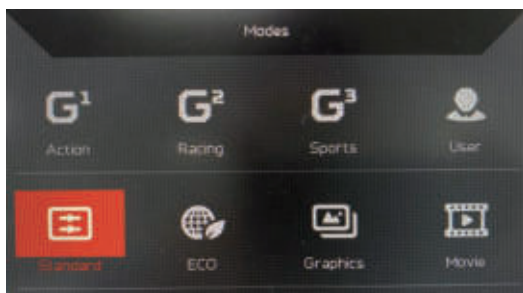 Modes
G1 G2 G3
Action Racing Sports User
Standard ECO Graphics Movie